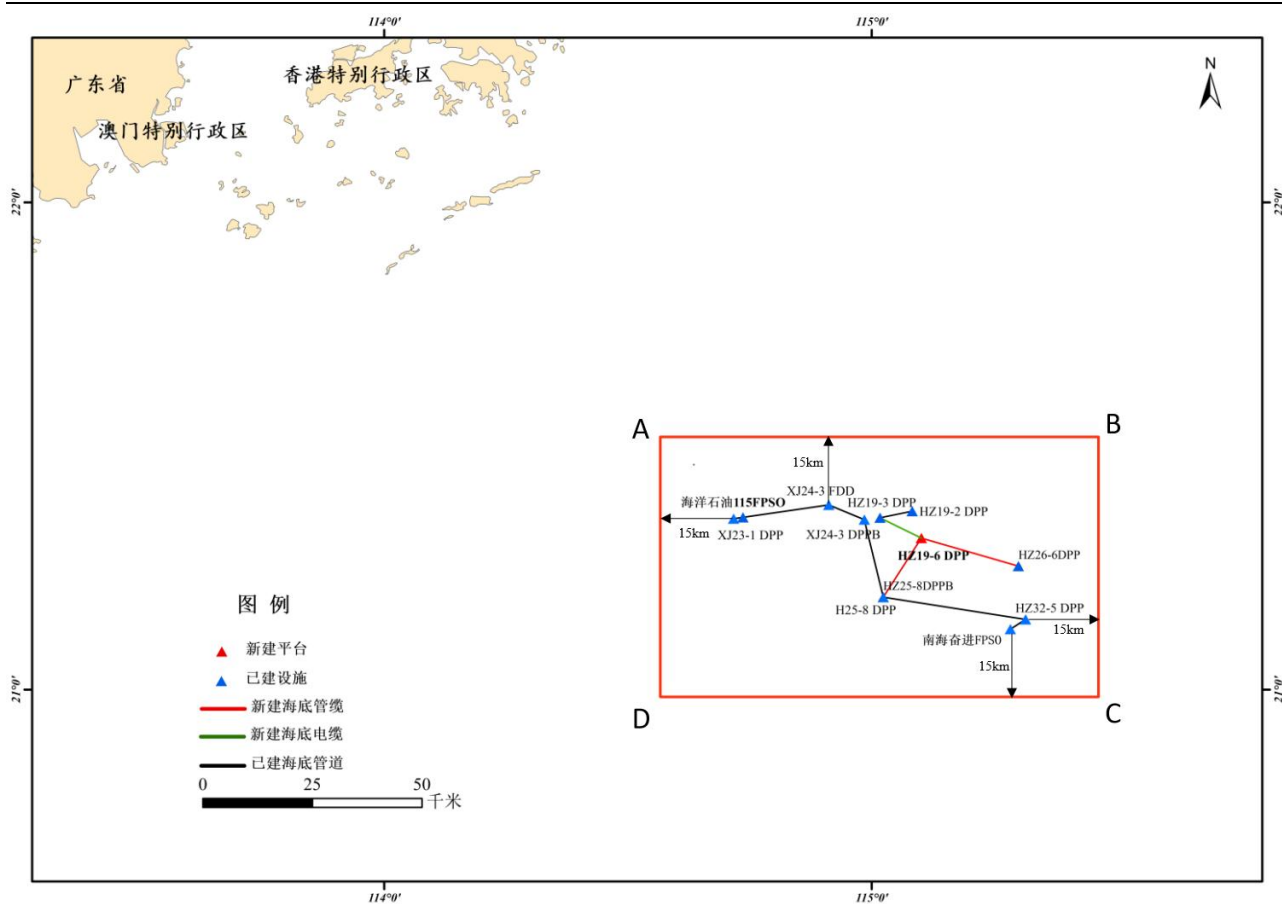 114°0′
115°0′
广东省
香港特别行政区
N
澳门特别行政区
22°0′
22°0′
A
B
15km
XJ24-3 FDD
海洋石油115FPSO
HZ19-3 DPP
HZ19-2 DPP
15km
XJ23-1 DPP
XJ24-3 DPPB
HZ19-6 DPP
HZ26-6DPP
HZ25-8DPPB
H25-8 DPP
HZ32-5 DPP
15km
南海奋进FPS0
15km
21°0′
21°0′
D
C
图 例
新建平台
已建设施
新建海底管缆
新建海底电缆
已建海底管道
0
25
50
千米
114°0′
115°0′